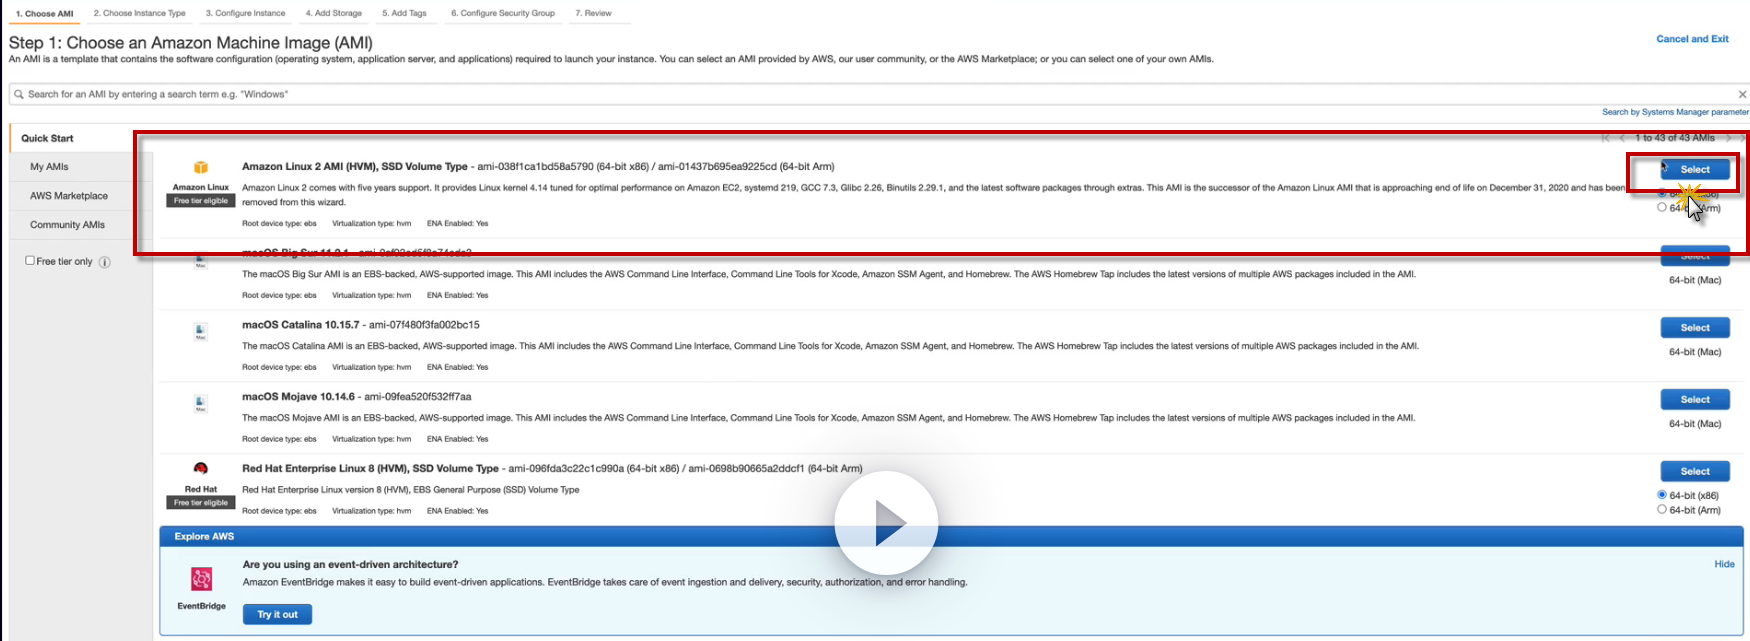 1. Choose AMI 2. Choose Instance Type 3. Configure Instance 4. Add Storage 5. Add Tags 6. Configure Security Group 7. Review
Step 1: Choose an Amazon Machine Image (AMI)
Cancel and Exit
An AMI is a template that contains the software configuration (operating system, application server, and applications) required to launch your instance. You can select an AMI provided by AWS, our user community, or the AWS Marketplace; or you can select one of your own AMIs.
Search for an AMI by entering a search term e.g. "Windows"
Search by Systems Manager parameter
Quick Start
My AMIs
AWS Marketplace
Community AMIs
Free tier only
1 to 43 of 43 AMIs
Amazon Linux
Free tier eligible
Amazon Linux 2 AMI (HVM), SSD Volume Type - ami-038f1ca1bd58a5790 (64-bit x86) / ami-01437b695ea9225cd (64-bit Arm)
Amazon Linux 2 comes with five years support. It provides Linux kernel 4.14 tuned for optimal performance on Amazon EC2, systemd 219, GCC 7.3, Glibc 2.26, Binutils 2.29.1, and the latest software packages through extras. This AMI is the successor of the Amazon Linux AMI that is approaching end of life on December 31, 2020 and has been
removed from this wizard.
Root device type: ebs Virtualization type: hvm ENA Enabled: Yes
Select
macOS Big Sur 11.2.1
Mac
The macOS Big Sur AMI is an EBS-backed, AWS-supported image. This AMI includes the AWS Command Line Interface, Command Line Tools for Xcode, Amazon SSM Agent, and Homebrew. The AWS Homebrew Tap includes the latest versions of multiple AWS packages included in the AMI.
Root device type: ebs Virtualization type: hvm ENA Enabled: Yes
Select
64-bit (Mac)
Mac
macOS Catalina 10.15.7 - ami-07f480f3fa002bc15
The macOS Catalina AMI is an EBS-backed, AWS-supported image. This AMI includes the AWS Command Line Interface, Command Line Tools for Xcode, Amazon SSM Agent, and Homebrew. The AWS Homebrew Tap includes the latest versions of multiple AWS packages included in the AMI.
Root device type: ebs Virtualization type: hvm ENA Enabled: Yes
Select
64-bit (Mac)
Mac
macOS Mojave 10.14.6 - ami-09fea520f532ff7aa
The macOS Mojave AMI is an EBS-backed, AWS-supported image. This AMI includes the AWS Command Line Interface, Command Line Tools for Xcode, Amazon SSM Agent, and Homebrew. The AWS Homebrew Tap includes the latest versions of multiple AWS packages included in the AMI.
Root device type: ebs Virtualization type: hvm ENA Enabled: Yes
Select
64-bit (Mac)
Red Hat
Free tier eligible
Red Hat Enterprise Linux 8 (HVM), SSD Volume Type - ami-096fda3c22c1c990a (64-bit x86) / ami-0698b90665a2ddcf1 (64-bit Arm)
Red Hat Enterprise Linux version 8 (HVM), EBS General Purpose (SSD) Volume Type
Root device type: ebs Virtualization type: hvm ENA Enabled: Yes
Select
64-bit (x86)
64-bit (Arm)
Explore AWS
EventBridge
Are you using an event-driven architecture?
Hide
Amazon EventBridge makes it easy to build event-driven applications. EventBridge takes care of event ingestion and delivery, security, authorization, and error handling.
Try it out